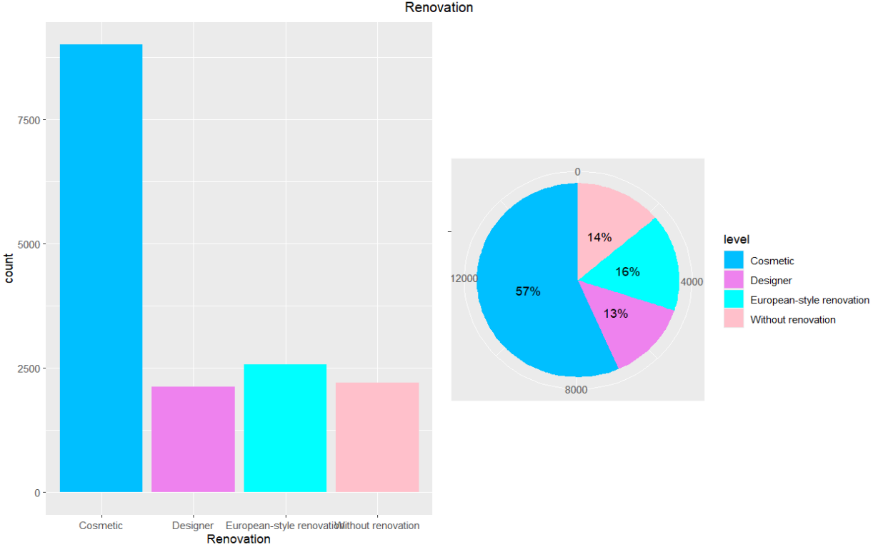 Renovation
count
7500
5000
2500
0
Cosmetic
Designer
European-style renovation
Without renovation
Renovation
0
4000
8000
12000
14%
16%
13%
57%
level
Cosmetic
Designer
European-style renovation
Without renovation